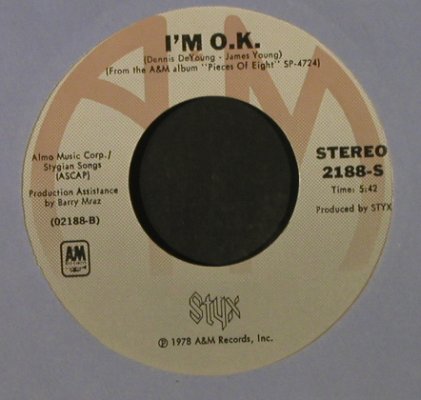 I'M O.K.
(Dennis DeYoung - James Young)
(From the A&M album "Pieces Of Eight" SP-4724)
Almo Music Corp./
Stygian Songs
(ASCAP)
Production Assistance
by Barry Mraz
(02188-B)
STEREO
2188-S
Time: 5:42
Produced by STYX
AM
Styx
℗ 1978 A&M Records, Inc.